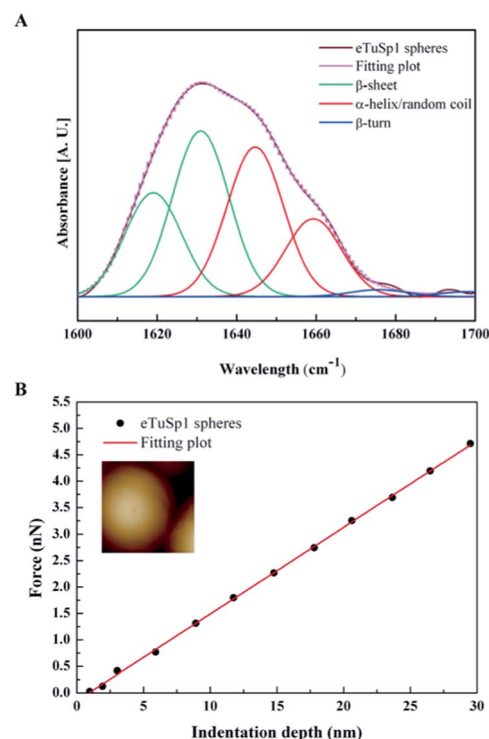 A
eTuSp1 spheres
Fitting plot
β-sheet
α-helix/random coil
β-turn
Absorbance [A. U.]
1600 1620 1640 1660 1680 1700
Wavelength (cm⁻¹)
B
5.5
5.0
4.5
4.0
3.5
3.0
2.5
2.0
1.5
1.0
0.5
0.0
eTuSp1 spheres
Fitting plot
Force (nN)
0 5 10 15 20 25 30
Indentation depth (nm)